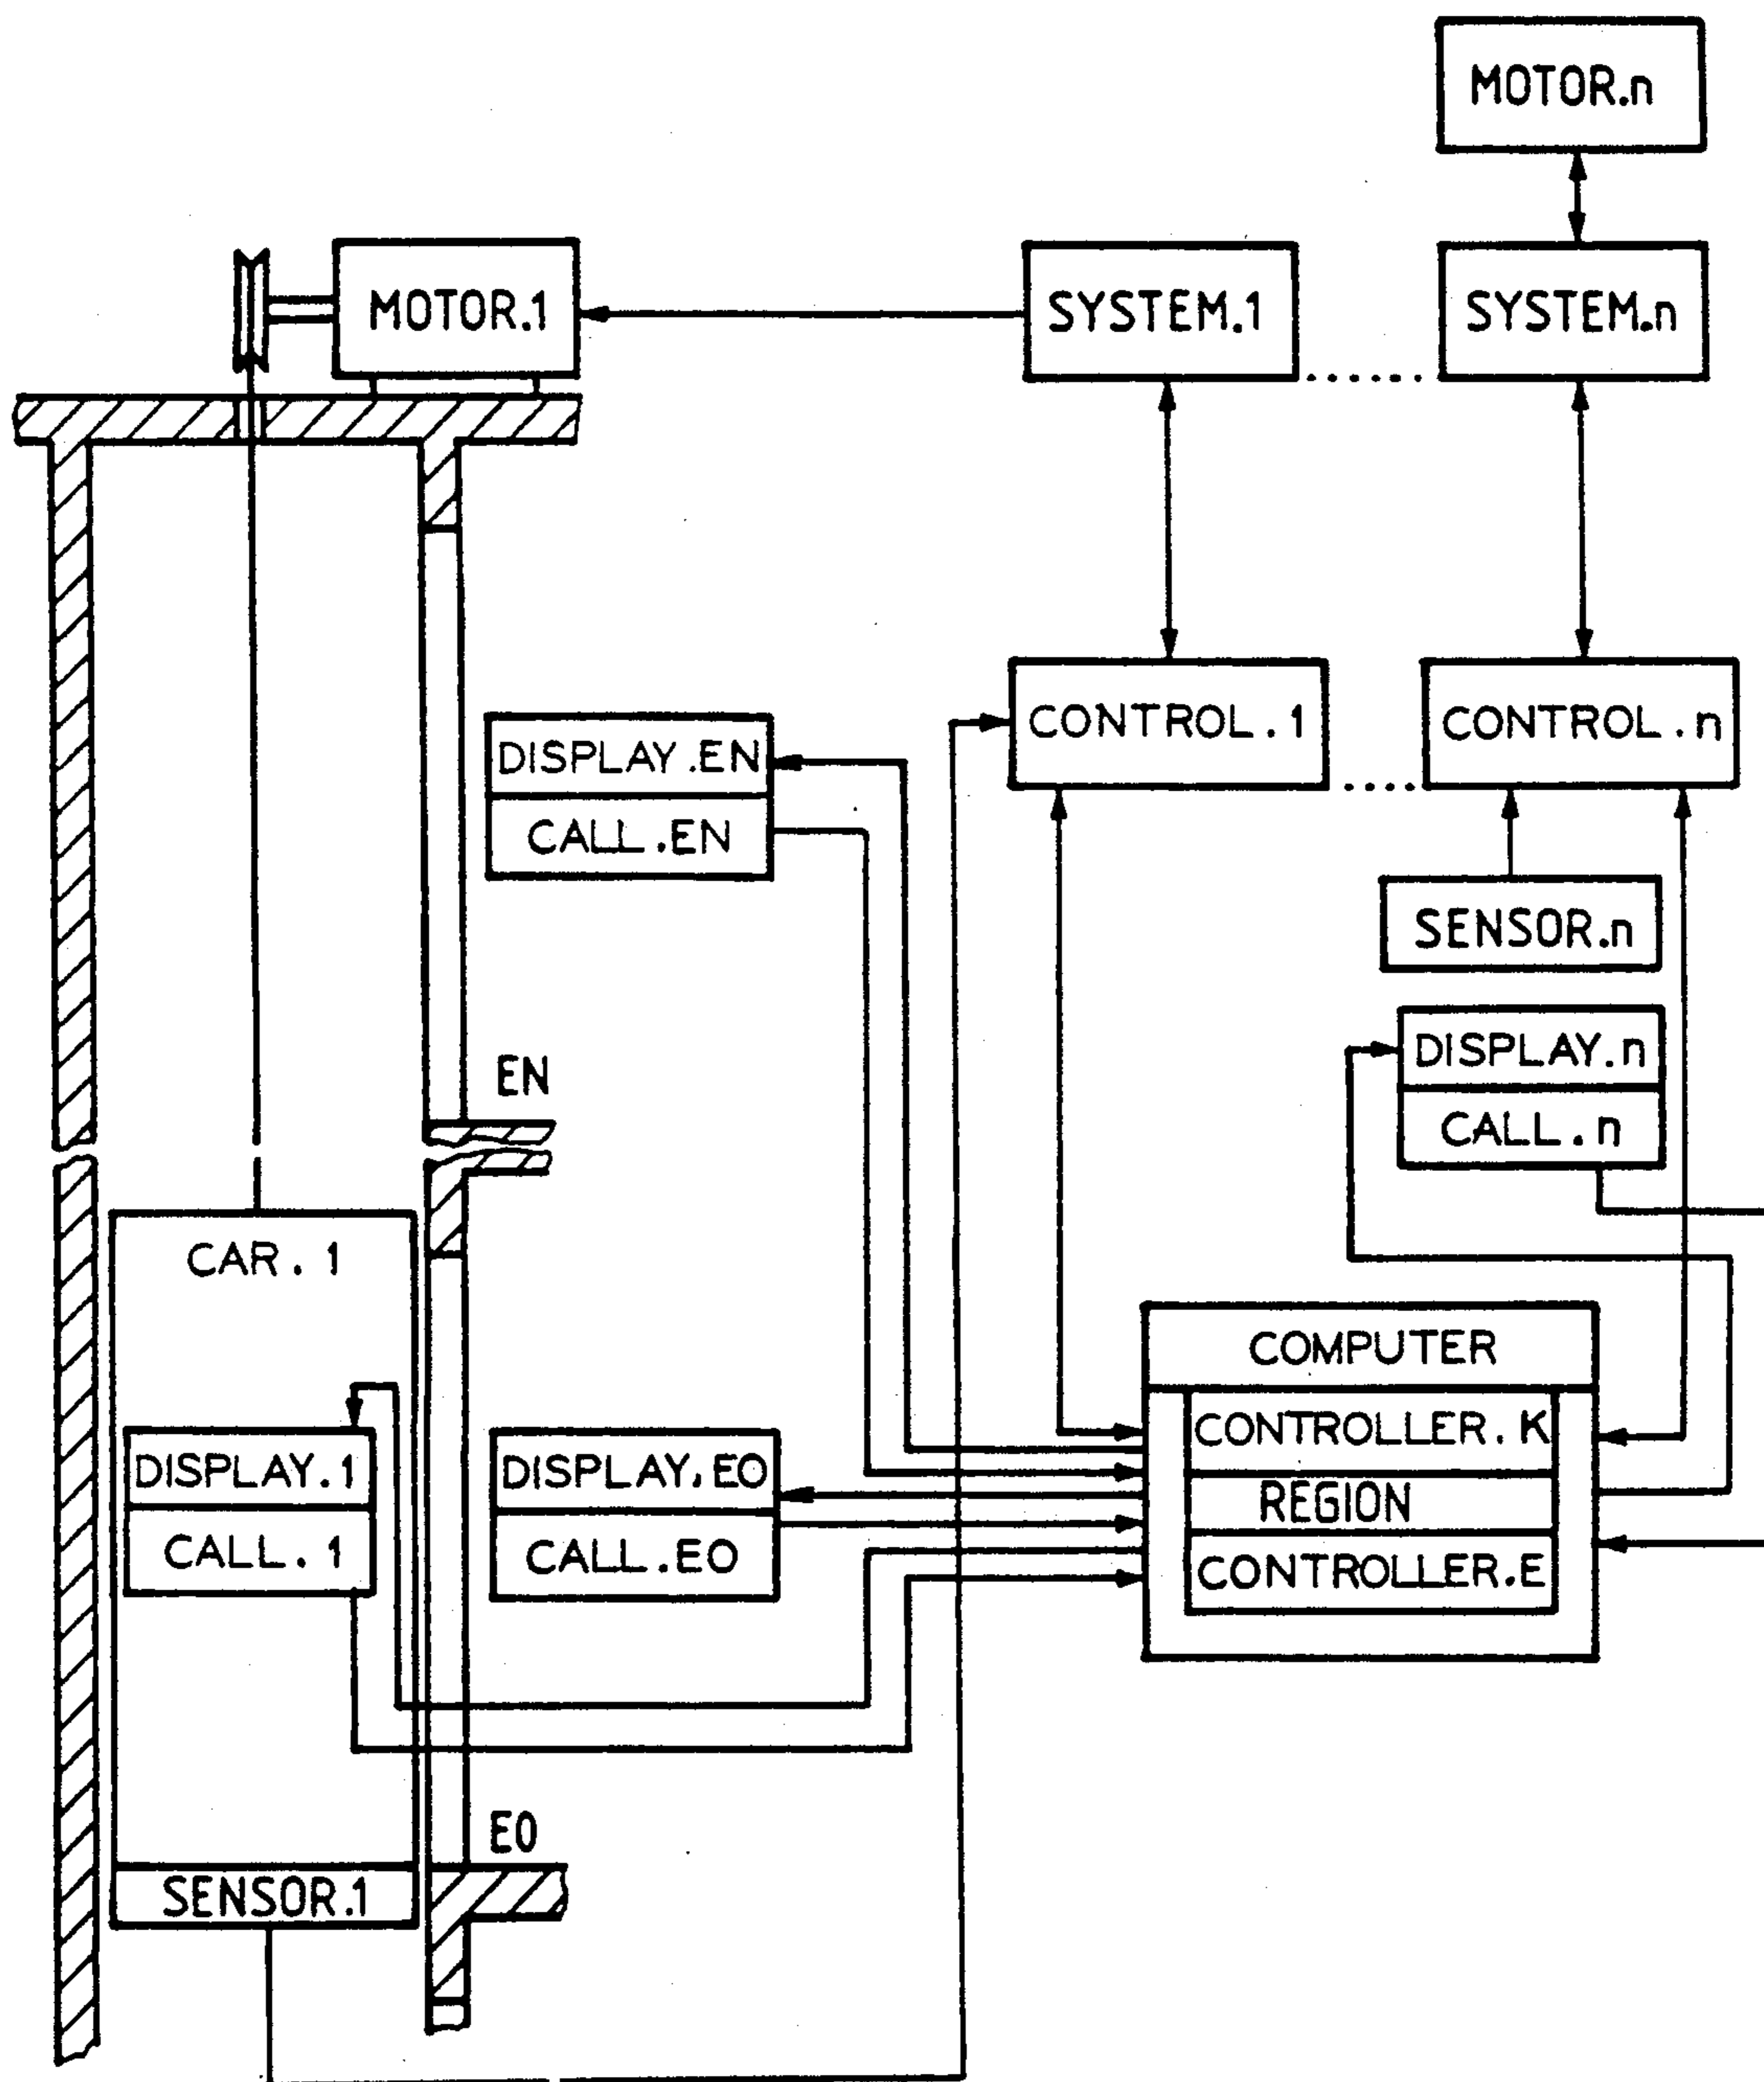 MOTOR.n
MOTOR.1
SYSTEM.1
SYSTEM.n
CONTROL.1
CONTROL.n
DISPLAY.EN
CALL.EN
SENSOR.n
DISPLAY.n
CALL.n
EN
CAR.1
COMPUTER
CONTROLLER.K
REGION
CONTROLLER.E
DISPLAY.1
CALL.1
DISPLAY.EO
CALL.EO
EO
SENSOR.1